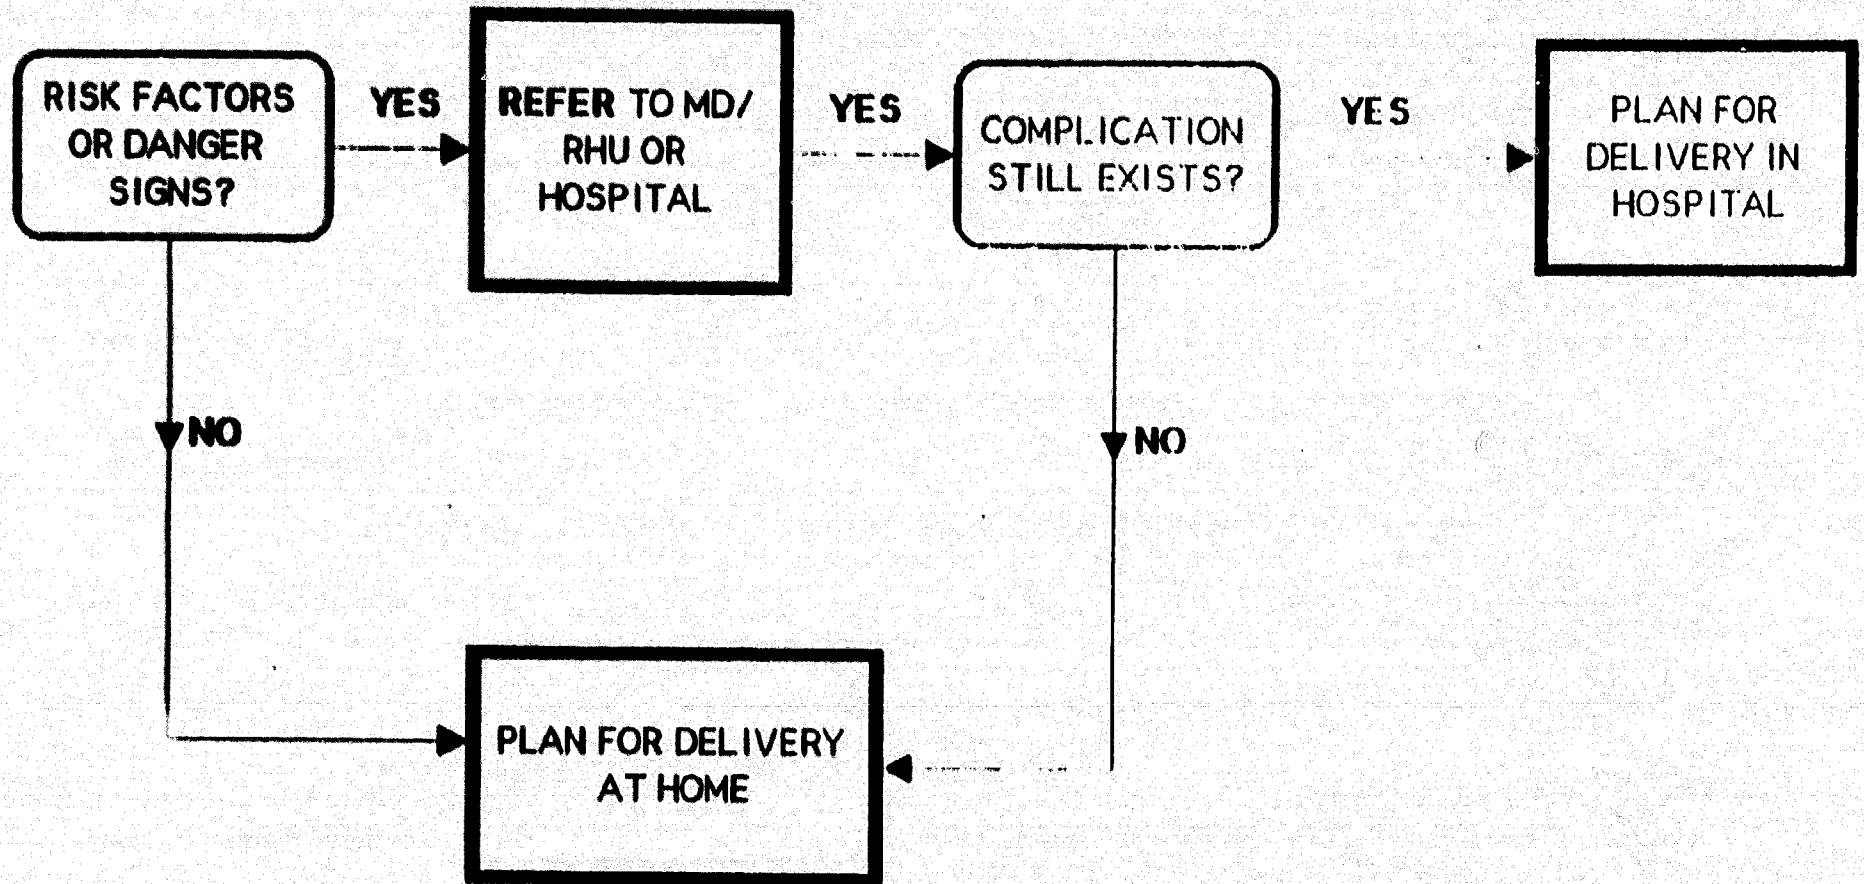 RISK FACTORS
OR DANGER
SIGNS?
YES
REFER TO MD/
RHU OR
HOSPITAL
YES
COMPLICATION
STILL EXISTS?
YES
PLAN FOR
DELIVERY IN
HOSPITAL
NO
NO
PLAN FOR DELIVERY
AT HOME